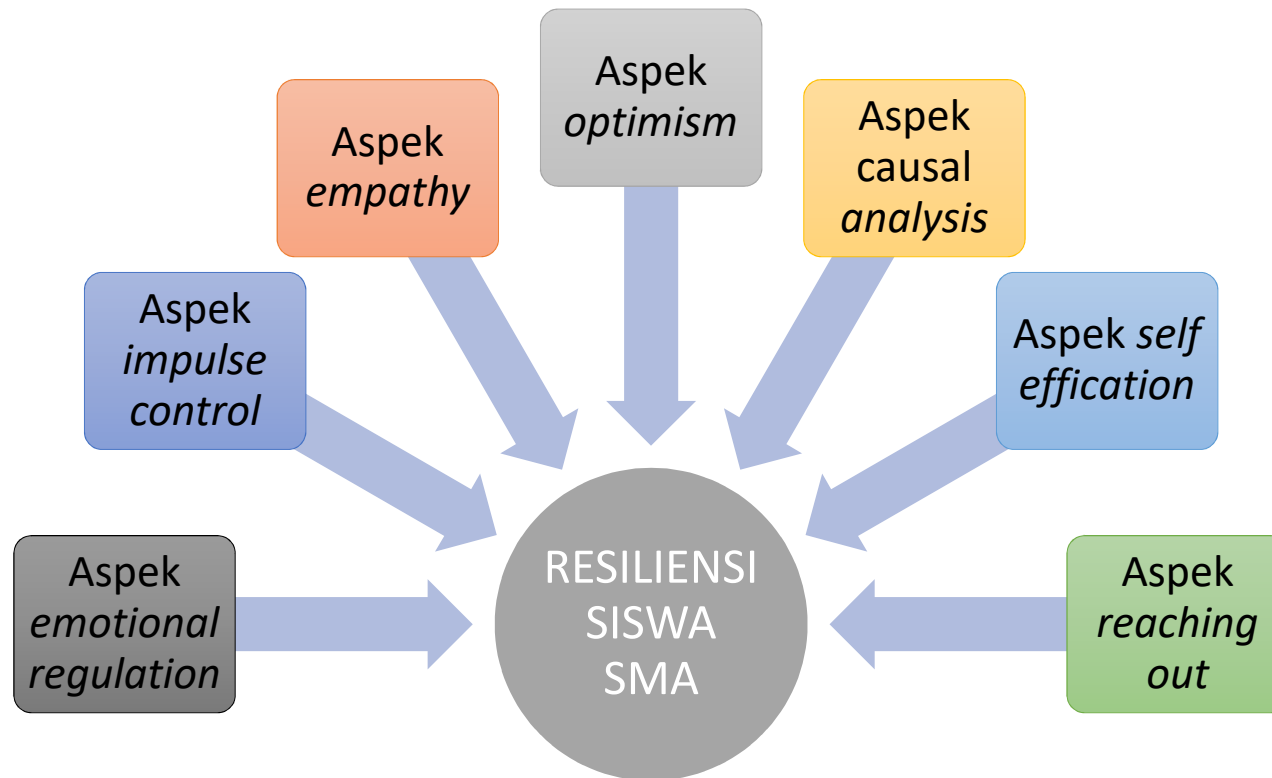 Aspek
emotional
regulation
Aspek
impulse
control
Aspek
empathy
Aspek
optimism
Aspek
causal
analysis
Aspek self
effication
Aspek
reaching
out
RESILIENSI
SISWA
SMA